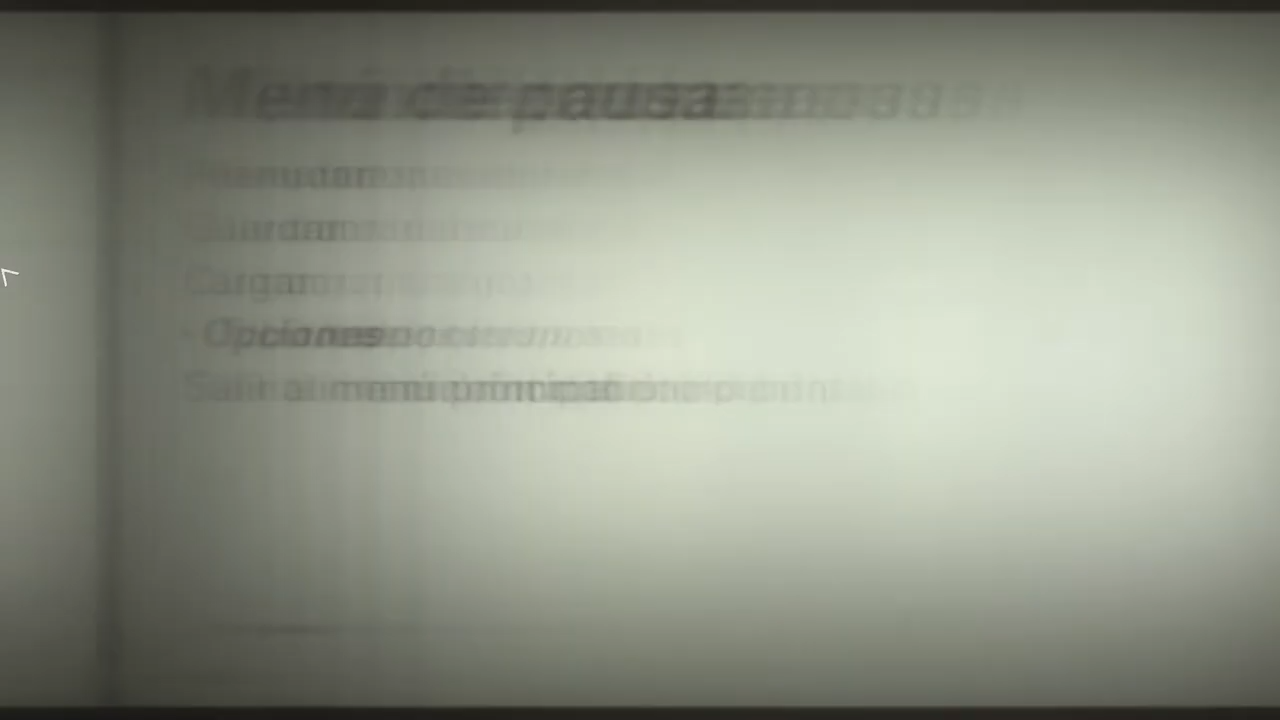 Menú de pausa
Reanudar
Guardar
Cargar
- Opciones
Salir al menú principal